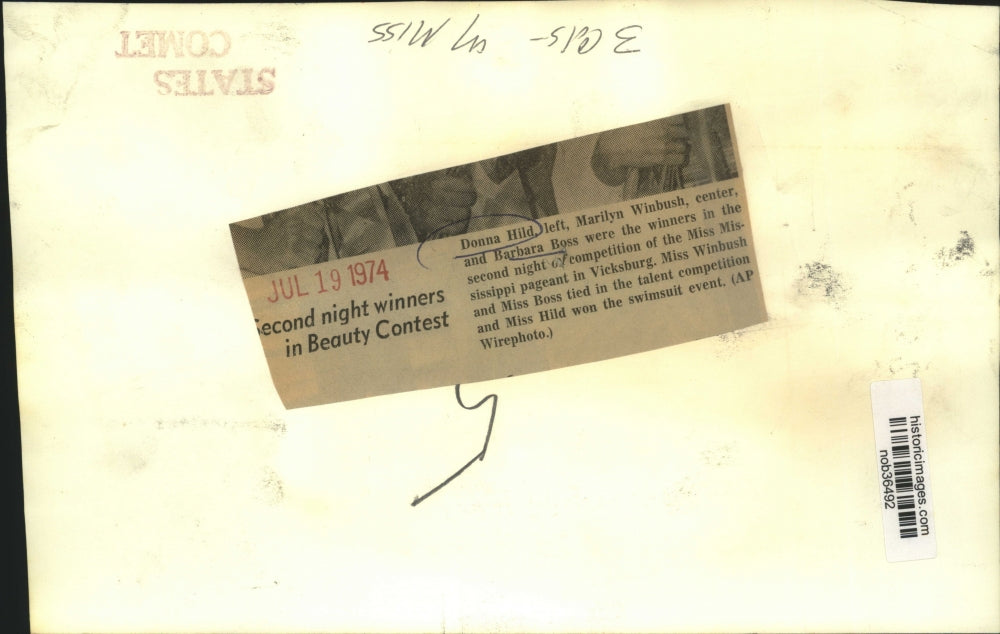 STATES
COMET
JUL 19 1974
Second night winners
in Beauty Contest
Donna Hild, left, Marilyn Winbush, center,
and Barbara Boss were the winners in the
second night of competition of the Miss Mis-
sissippi pageant in Vicksburg. Miss Winbush
and Miss Boss tied in the talent competition
and Miss Hild won the swimsuit event. (AP
Wirephoto.)
historicimages.com
nob36492